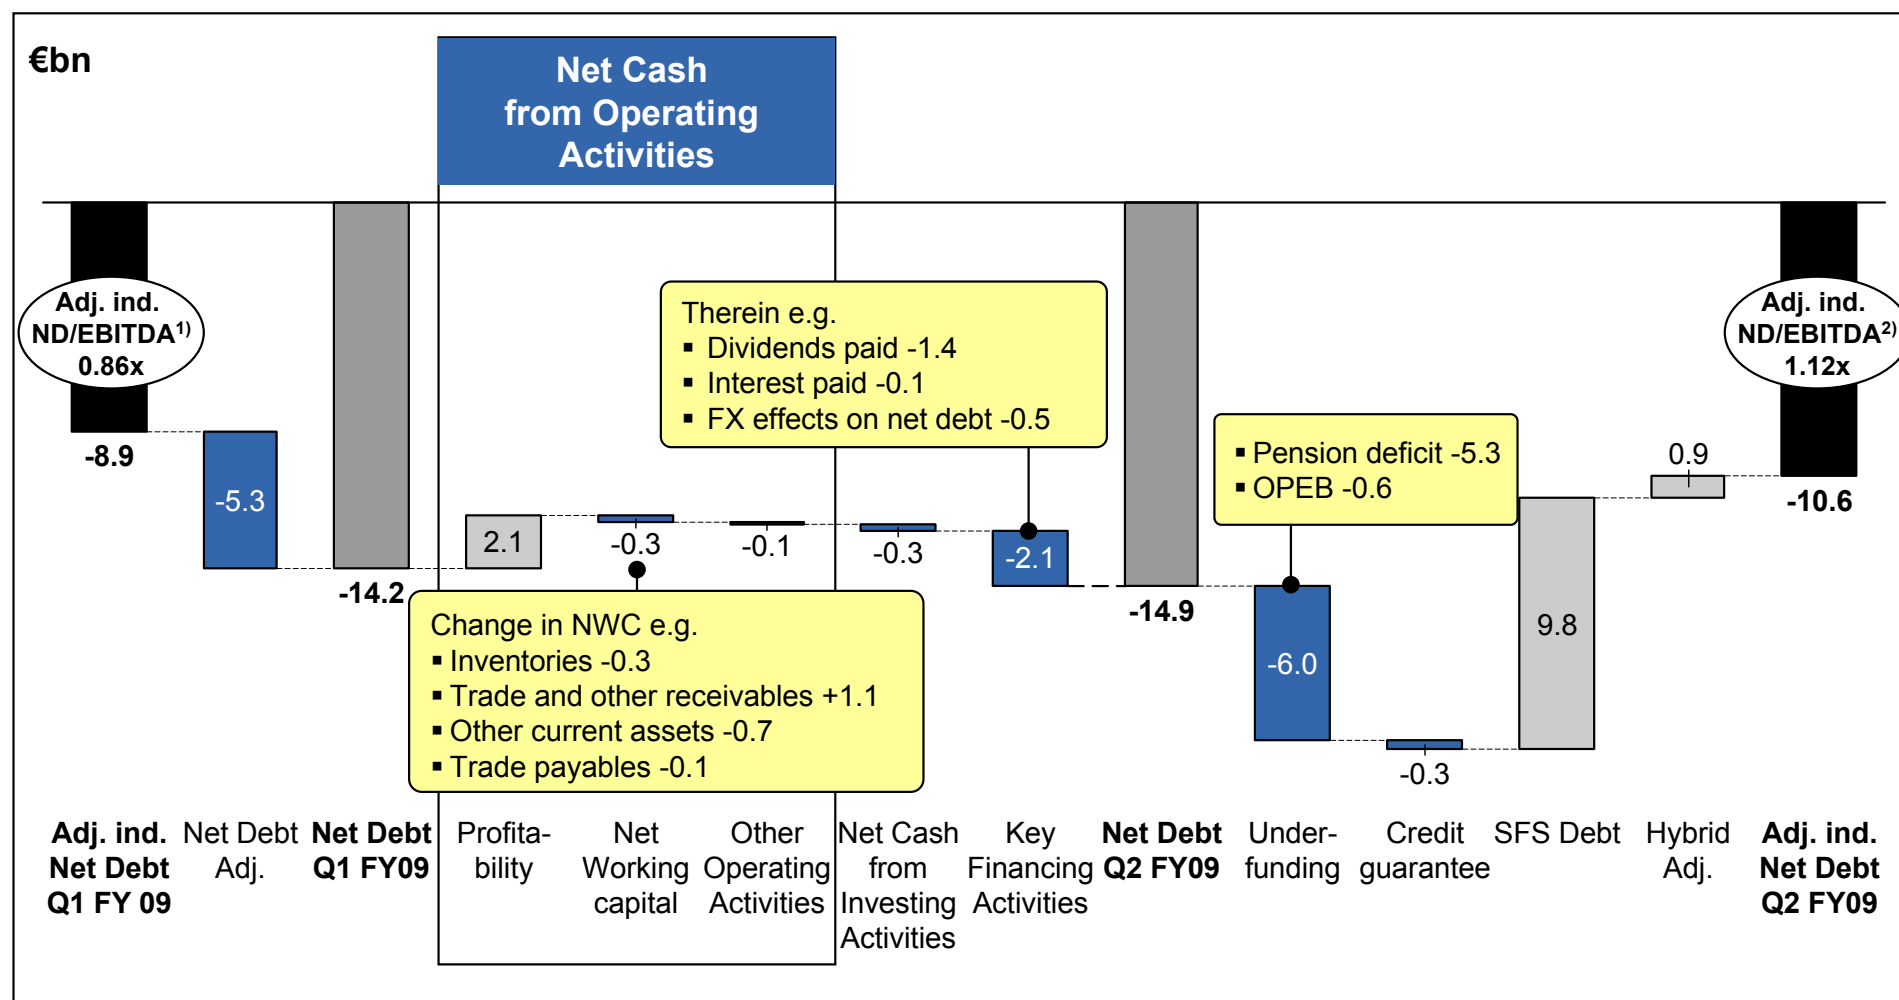 €bn
Net Cash
from Operating
Activities
Adj. ind.
ND/EBITDA1)
0.86x
-8.9
-5.3
-14.2
2.1
-0.3
-0.1
-0.3
-2.1
Therein e.g.
▪ Dividends paid -1.4
▪ Interest paid -0.1
▪ FX effects on net debt -0.5
Change in NWC e.g.
▪ Inventories -0.3
▪ Trade and other receivables +1.1
▪ Other current assets -0.7
▪ Trade payables -0.1
-14.9
▪ Pension deficit -5.3
▪ OPEB -0.6
-6.0
-0.3
9.8
0.9
Adj. ind.
ND/EBITDA2)
1.12x
-10.6
Adj. ind.
Net Debt
Q1 FY 09
Net Debt
Adj.
Net Debt
Q1 FY09
Profita-
bility
Net
Working
capital
Other
Operating
Activities
Net Cash
from
Investing
Activities
Key
Financing
Activities
Net Debt
Q2 FY09
Under-
funding
Credit
guarantee
SFS Debt
Hybrid
Adj.
Adj. ind.
Net Debt
Q2 FY09